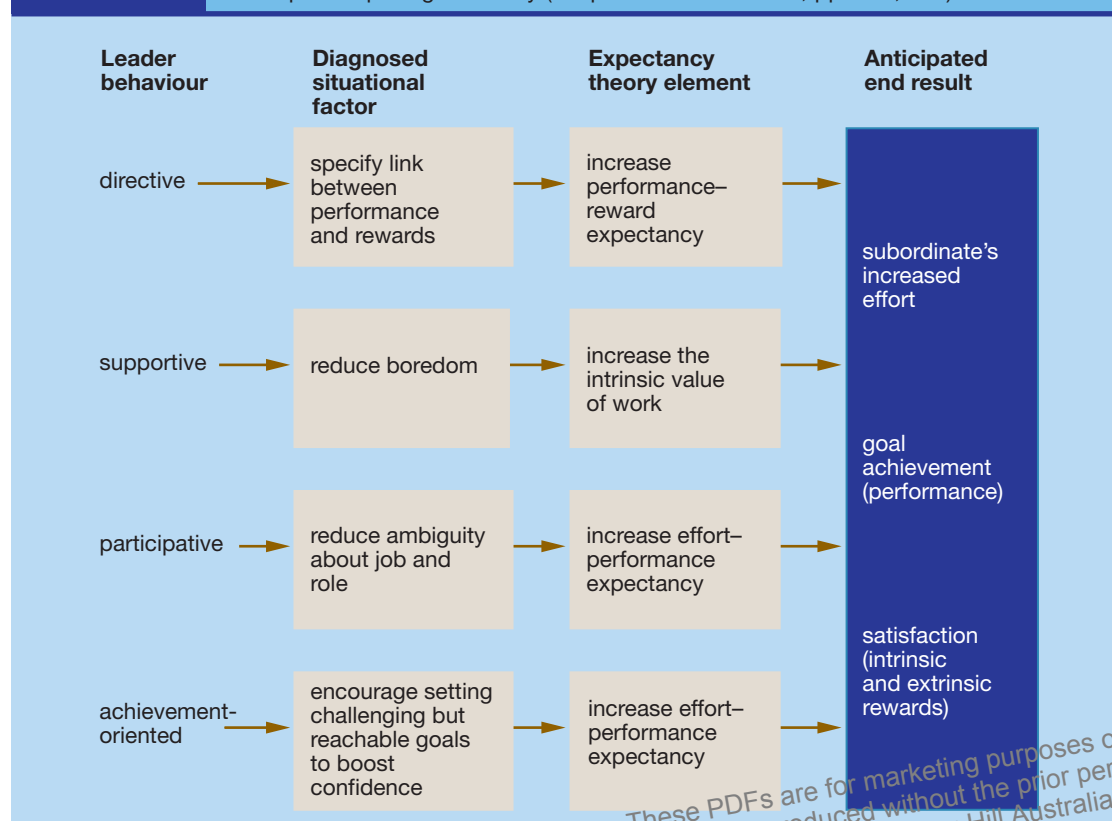 Leader
behaviour
Diagnosed
situational
factor
Expectancy
theory element
Anticipated
end result
directive
specify link
between
performance
and rewards
increase
performance–
reward
expectancy
subordinate's
increased
effort
supportive
reduce boredom
increase the
intrinsic value
of work
goal
achievement
(performance)
participative
reduce ambiguity
about job and
role
increase effort–
performance
expectancy
satisfaction
(intrinsic
and extrinsic
rewards)
achievement-
oriented
encourage setting
challenging but
reachable goals
to boost
confidence
increase effort–
performance
expectancy
These PDFs are for marketing purposes
without the prior
Hill Australia